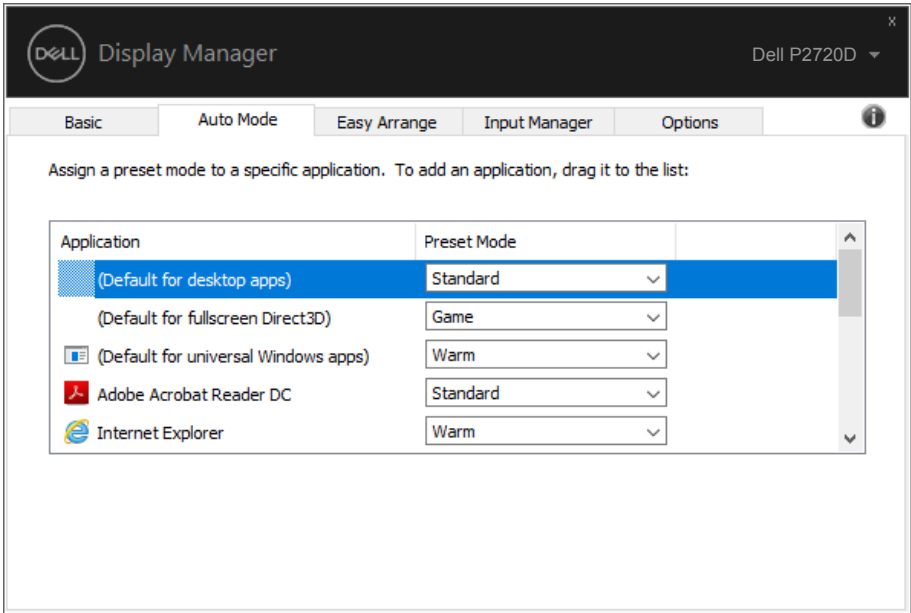 x
DELL Display Manager
Dell P2720D
Basic Auto Mode Easy Arrange Input Manager Options
Assign a preset mode to a specific application. To add an application, drag it to the list:
Application Preset Mode
(Default for desktop apps) Standard
(Default for fullscreen Direct3D) Game
(Default for universal Windows apps) Warm
Adobe Acrobat Reader DC Standard
Internet Explorer Warm